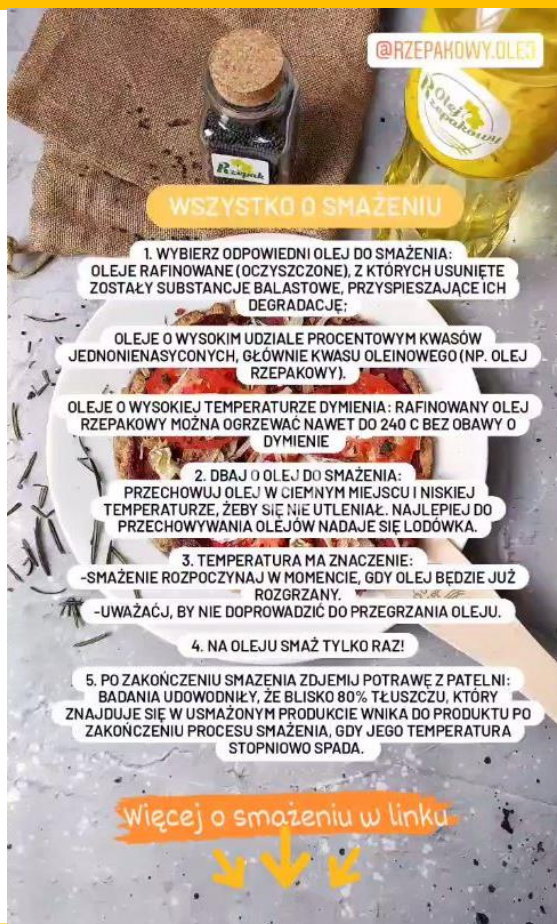 @RZEPAKOWY.OLEJ
Olej
Rzepakowy
Rzepak
WSZYSTKO O SMAŻENIU
1. WYBIERZ ODPOWIEDNI OLEJ DO SMAŻENIA:
OLEJE RAFINOWANE (OCZYSZCZONE), Z KTÓRYCH USUNIĘTE
ZOSTAŁY SUBSTANCJE BALASTOWE, PRZYSPIESZAJĄCE ICH
DEGRADACJĘ;
OLEJE O WYSOKIM UDZIALE PROCENTOWYM KWASÓW
JEDNONIENASYCONYCH, GŁÓWNIE KWASU OLEINOWEGO (NP. OLEJ
RZEPAKOWY).
OLEJE O WYSOKIEJ TEMPERATURZE DYMIENIA: RAFINOWANY OLEJ
RZEPAKOWY MOŻNA OGRZEWAĆ NAWET DO 240 C BEZ OBAWY O
DYMIENIE
2. DBAJ O OLEJ DO SMAŻENIA:
PRZECHOWUJ OLEJ W CIEMNYM MIEJSCU I NISKIEJ
TEMPERATURZE, ŻEBY SIĘ NIE UTLENIAŁ. NAJLEPIEJ DO
PRZECHOWYWANIA OLEJÓW NADAJE SIĘ LODÓWKA.
3. TEMPERATURA MA ZNACZENIE:
-SMAŻENIE ROZPOCZYNAJ W MOMENCIE, GDY OLEJ BĘDZIE JUŻ
ROZGRZANY.
-UWAŻAĆJ, BY NIE DOPROWADZIĆ DO PRZEGRZANIA OLEJU.
4. NA OLEJU SMAŻ TYLKO RAZ!
5. PO ZAKOŃCZENIU SMAZENIA ZDJEMIJ POTRAWĘ Z PATELNI:
BADANIA UDOWODNIŁY, ŻE BLISKO 80% TŁUSZCZU, KTÓRY
ZNAJDUJE SIĘ W USMAŻONYM PRODUKCIE WNIKA DO PRODUKTU PO
ZAKOŃCZENIU PROCESU SMAŻENIA, GDY JEGO TEMPERATURA
STOPNIOWO SPADA.
Więcej o smażeniu w linku